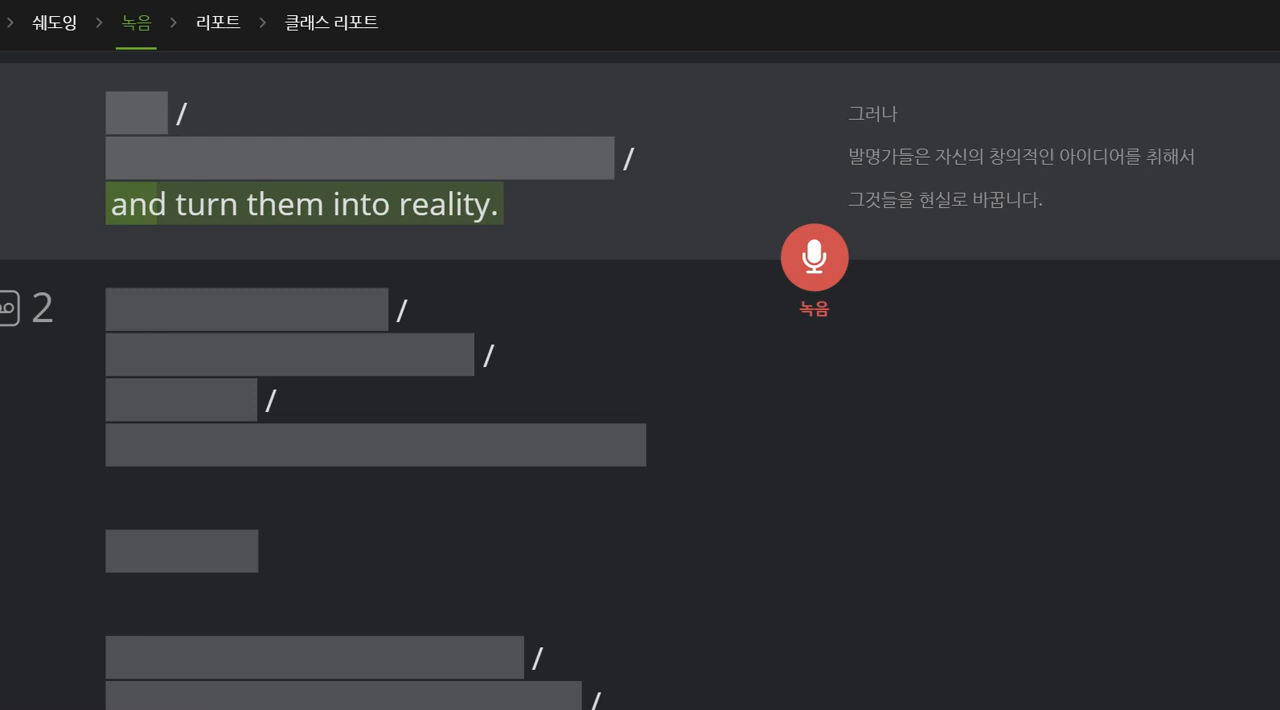 쉐도잉 > 녹음 > 리포트 > 클래스 리포트
/
/
and turn them into reality.
그러나
발명가들은 자신의 창의적인 아이디어를 취해서
그것들을 현실로 바꿉니다.
녹음
2
/
/
/
/
/